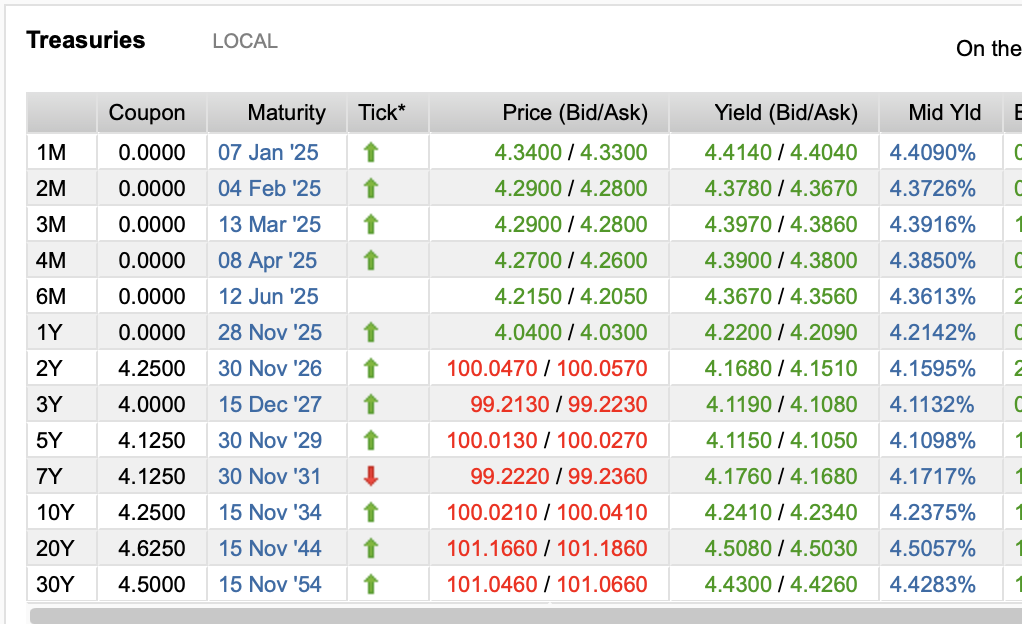 Treasuries LOCAL On the
Coupon Maturity Tick* Price (Bid/Ask) Yield (Bid/Ask) Mid Yld
1M 0.0000 07 Jan '25 4.3400 / 4.3300 4.4140 / 4.4040 4.4090%
2M 0.0000 04 Feb '25 4.2900 / 4.2800 4.3780 / 4.3670 4.3726%
3M 0.0000 13 Mar '25 4.2900 / 4.2800 4.3970 / 4.3860 4.3916%
4M 0.0000 08 Apr '25 4.2700 / 4.2600 4.3900 / 4.3800 4.3850%
6M 0.0000 12 Jun '25 4.2150 / 4.2050 4.3670 / 4.3560 4.3613%
1Y 0.0000 28 Nov '25 4.0400 / 4.0300 4.2200 / 4.2090 4.2142%
2Y 4.2500 30 Nov '26 100.0470 / 100.0570 4.1680 / 4.1510 4.1595%
3Y 4.0000 15 Dec '27 99.2130 / 99.2230 4.1190 / 4.1080 4.1132%
5Y 4.1250 30 Nov '29 100.0130 / 100.0270 4.1150 / 4.1050 4.1098%
7Y 4.1250 30 Nov '31 99.2220 / 99.2360 4.1760 / 4.1680 4.1717%
10Y 4.2500 15 Nov '34 100.0210 / 100.0410 4.2410 / 4.2340 4.2375%
20Y 4.6250 15 Nov '44 101.1660 / 101.1860 4.5080 / 4.5030 4.5057%
30Y 4.5000 15 Nov '54 101.0460 / 101.0660 4.4300 / 4.4260 4.4283%